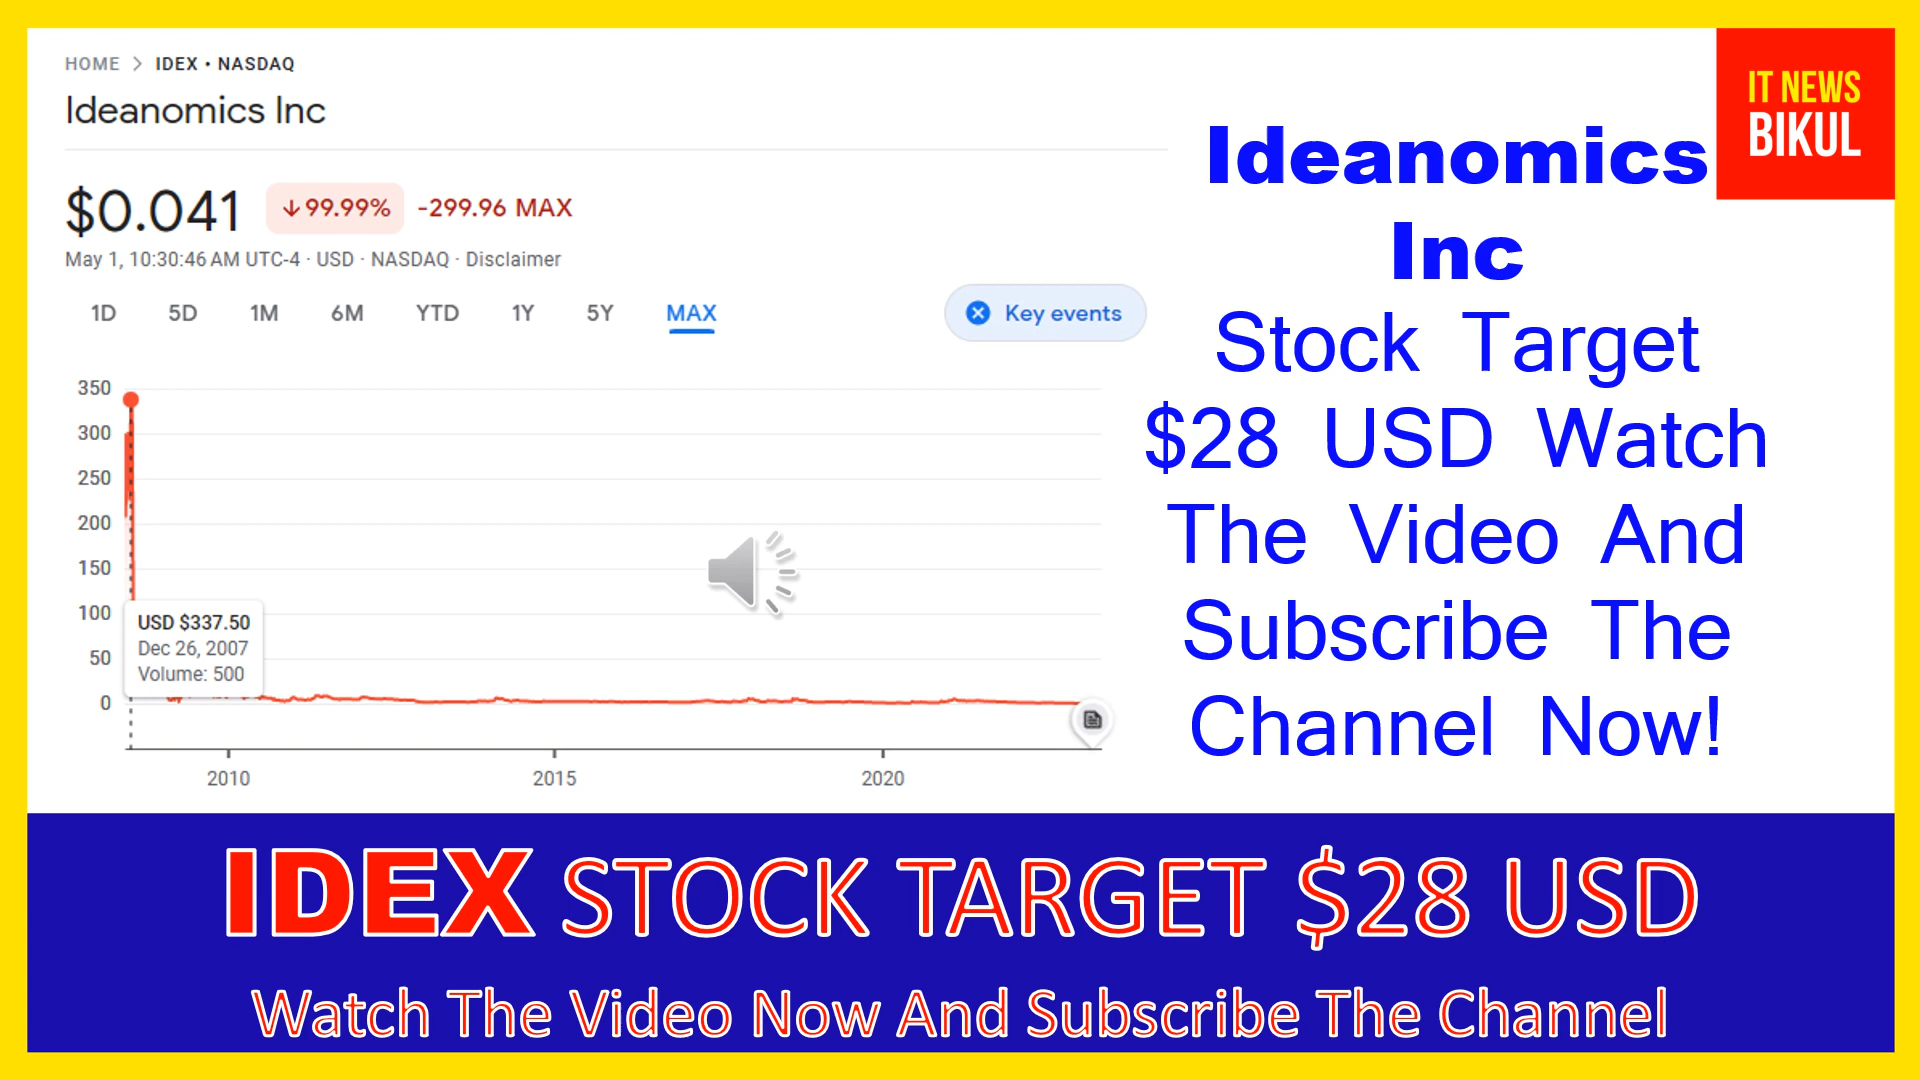 HOME > IDEX • NASDAQ
Ideanomics Inc
$0.041 ↓99.99% -299.96 MAX
May 1, 10:30:46 AM UTC-4 · USD · NASDAQ · Disclaimer
1D 5D 1M 6M YTD 1Y 5Y MAX
Key events
350
300
250
200
150
100
50
0
USD $337.50
Dec 26, 2007
Volume: 500
2010 2015 2020
IT NEWS
BIKUL
Ideanomics
Inc
Stock Target
$28 USD Watch
The Video And
Subscribe The
Channel Now!
IDEX STOCK TARGET $28 USD
Watch The Video Now And Subscribe The Channel